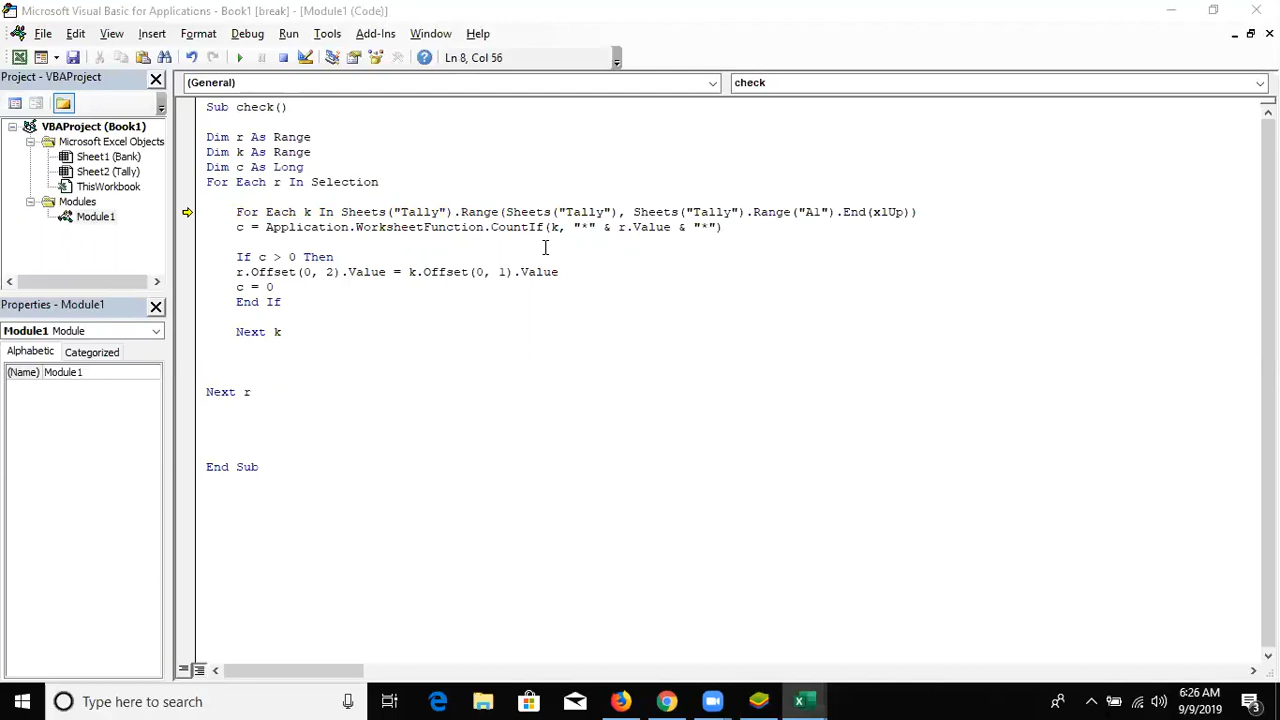 Microsoft Visual Basic for Applications - Book1 [break] - [Module1 (Code)]
File Edit View Insert Format Debug Run Tools Add-Ins Window Help
Ln 8, Col 56
Project - VBAProject
(General) check
VBAProject (Book1)
Microsoft Excel Objects
Sheet1 (Bank)
Sheet2 (Tally)
ThisWorkbook
Modules
Module1
Properties - Module1
Module1 Module
Alphabetic Categorized
(Name) Module1
Sub check()
Dim r As Range
Dim k As Range
Dim c As Long
For Each r In Selection
For Each k In Sheets("Tally").Range(Sheets("Tally"), Sheets("Tally").Range("A1").End(xlUp))
c = Application.WorksheetFunction.CountIf(k, "*" & r.Value & "*")
If c > 0 Then
r.Offset(0, 2).Value = k.Offset(0, 1).Value
c = 0
End If
Next k
Next r
End Sub
Type here to search
6:26 AM
9/9/2019
3